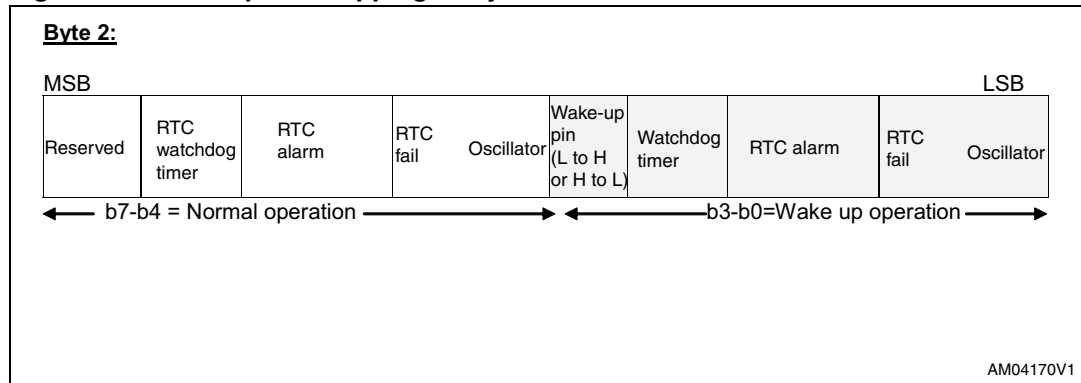 Byte 2:
MSB LSB
Reserved
RTC
watchdog
timer
RTC
alarm
RTC
fail
Oscillator
Wake-up
pin
(L to H
or H to L)
Watchdog
timer
RTC alarm
RTC
fail
Oscillator
b7-b4 = Normal operation
b3-b0=Wake up operation
AM04170V1